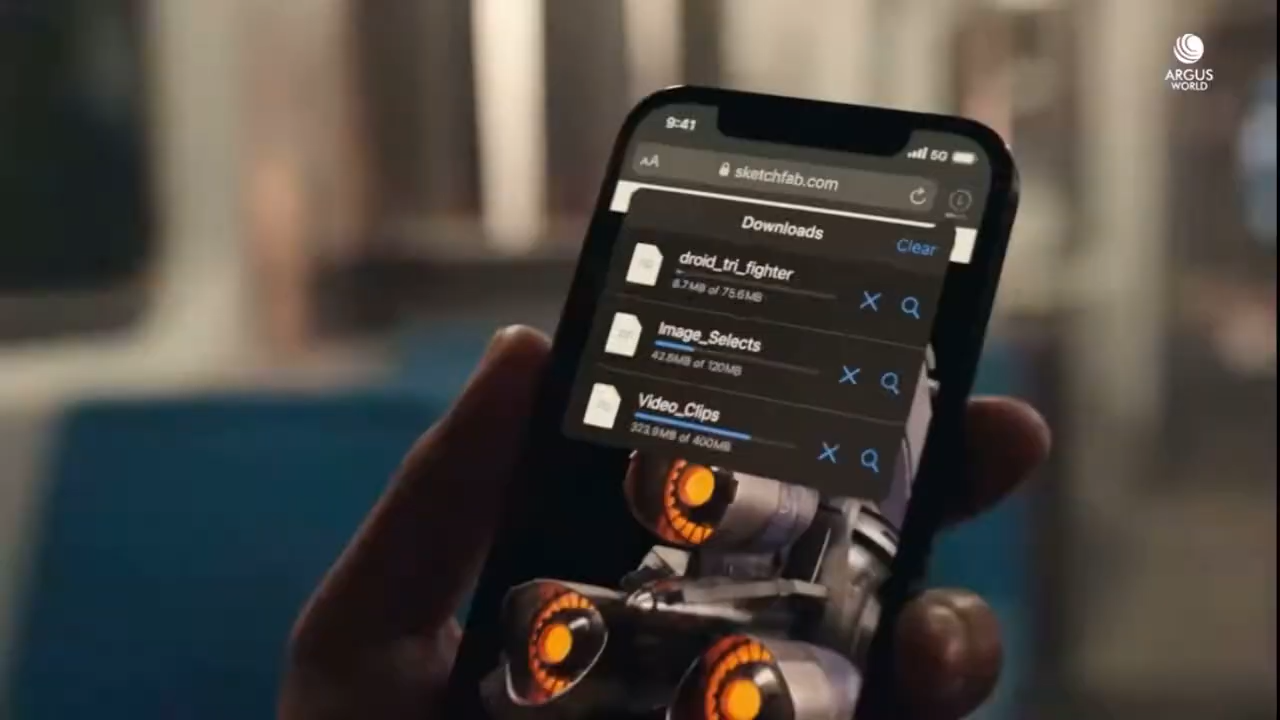 ARGUS
WORLD
9:41
5G
AA
sketchfab.com
Downloads
Clear
droid_tri_fighter
6.7MB of 75.6MB
Image_Selects
42.8MB of 120MB
Video_Clips
323.9MB of 400MB